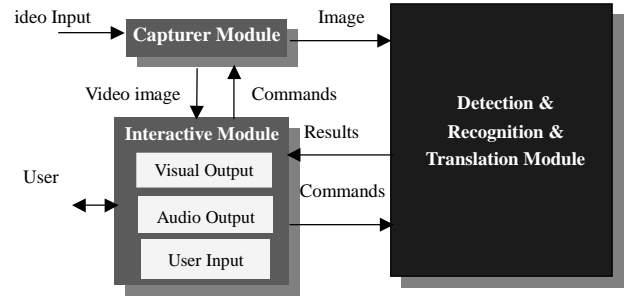 ideo Input
Capturer Module
Image
Video image
Commands
Detection &
Recognition &
Translation Module
Interactive Module
Results
Visual Output
User
Commands
Audio Output
User Input